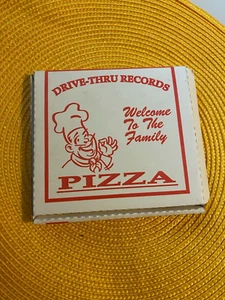 DRIVE-THRU RECORDS
Welcome
To The
Family
PIZZA